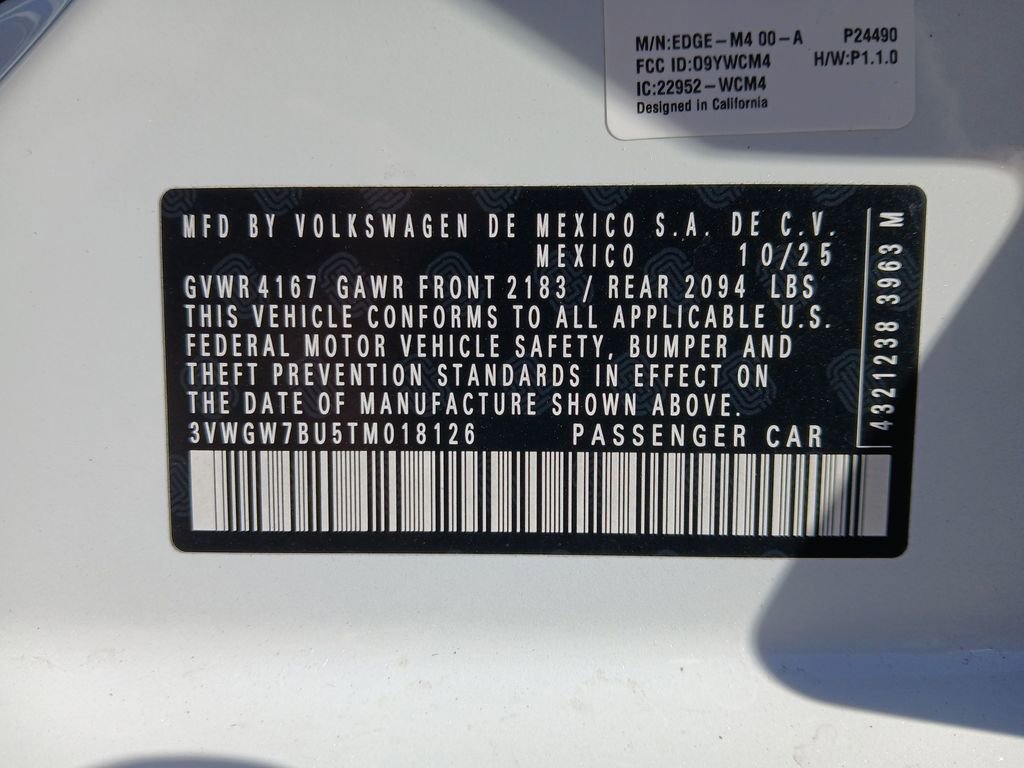 M/N:EDGE-M4 00-A P24490
FCC ID:O9YWCM4 H/W:P1.1.0
IC:22952-WCM4
Designed in California
MFD BY VOLKSWAGEN DE MEXICO S.A. DE C.V.
MEXICO 10/25
GVWR 4167 GAWR FRONT 2183 / REAR 2094 LBS
THIS VEHICLE CONFORMS TO ALL APPLICABLE U.S.
FEDERAL MOTOR VEHICLE SAFETY, BUMPER AND
THEFT PREVENTION STANDARDS IN EFFECT ON
THE DATE OF MANUFACTURE SHOWN ABOVE.
3VWGW7BU5TM018126 PASSENGER CAR
4321238 3963 M